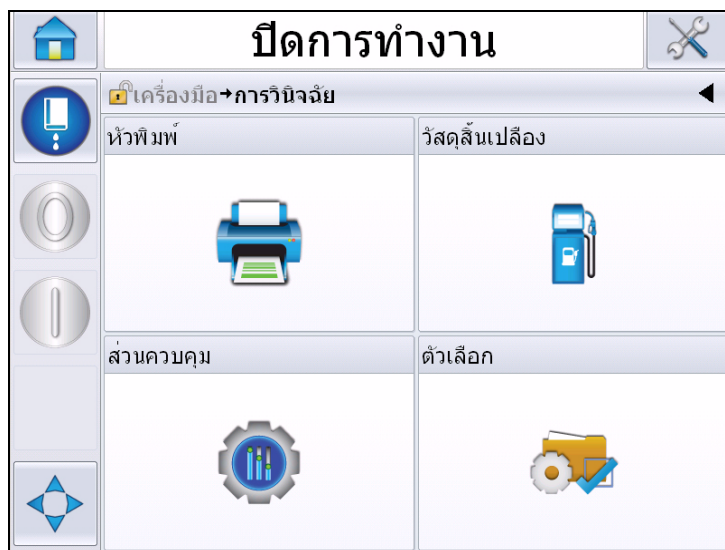 ปิดการทำงาน
เครื่องมือ→การวินิจฉัย
หัวพิมพ์
วัสดุสิ้นเปลือง
ส่วนควบคุม
ตัวเลือก